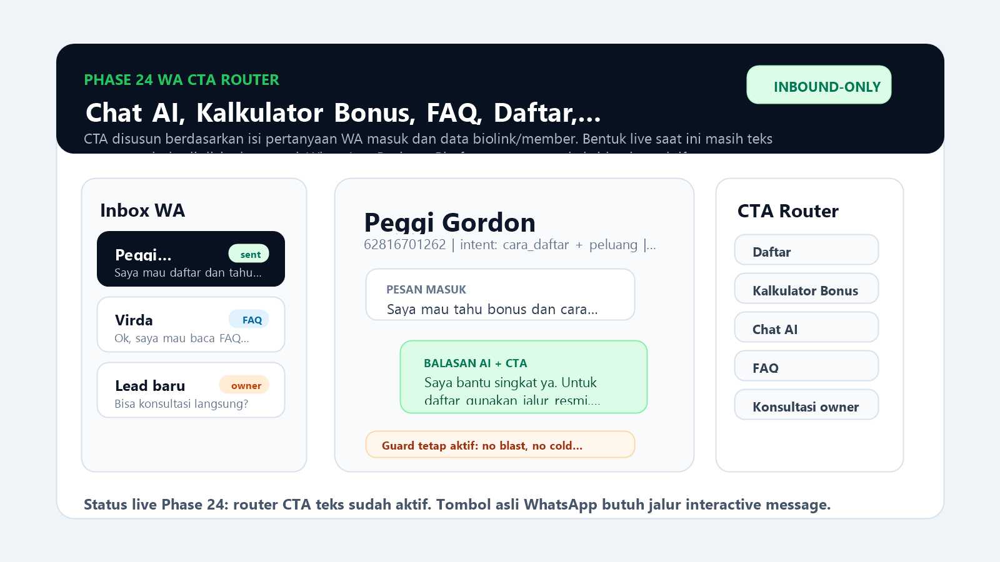 PHASE 24 WA CTA ROUTER
INBOUND-ONLY
Chat AI, Kalkulator Bonus, FAQ, Daftar,...
CTA disusun berdasarkan isi pertanyaan WA masuk dan data biolink/member. Bentuk live saat ini masih teks
Inbox WA
Peggi...
sent
Saya mau daftar dan tahu...
Virda
FAQ
Ok, saya mau baca FAQ...
Lead baru
owner
Bisa konsultasi langsung?
Peggi Gordon
62816701262 | intent: cara_daftar + peluang |...
PESAN MASUK
Saya mau tahu bonus dan cara...
BALASAN AI + CTA
Saya bantu singkat ya. Untuk
daftar gunakan jalur resmi....
Guard tetap aktif: no blast, no cold...
CTA Router
Daftar
Kalkulator Bonus
Chat AI
FAQ
Konsultasi owner
Status live Phase 24: router CTA teks sudah aktif. Tombol asli WhatsApp butuh jalur interactive message.